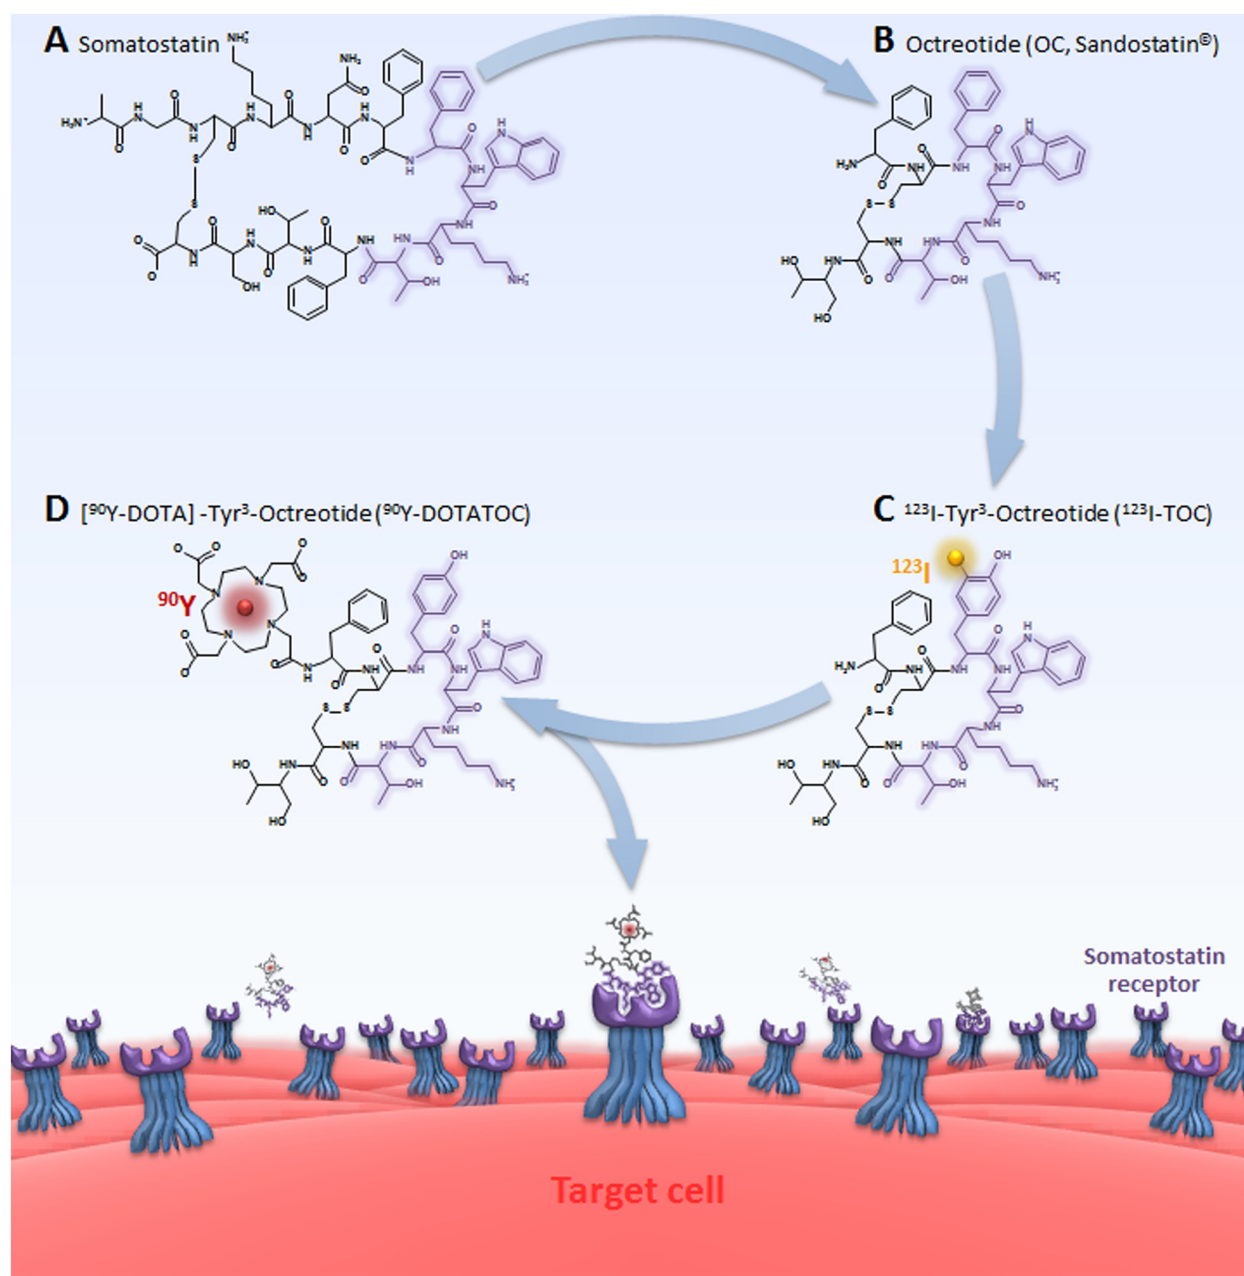 A Somatostatin
B Octreotide (OC, Sandostatin®)
D [⁹⁰Y-DOTA] -Tyr³-Octreotide (⁹⁰Y-DOTATOC)
C ¹²³I-Tyr³-Octreotide (¹²³I-TOC)
⁹⁰Y
¹²³I
Somatostatin
receptor
Target cell